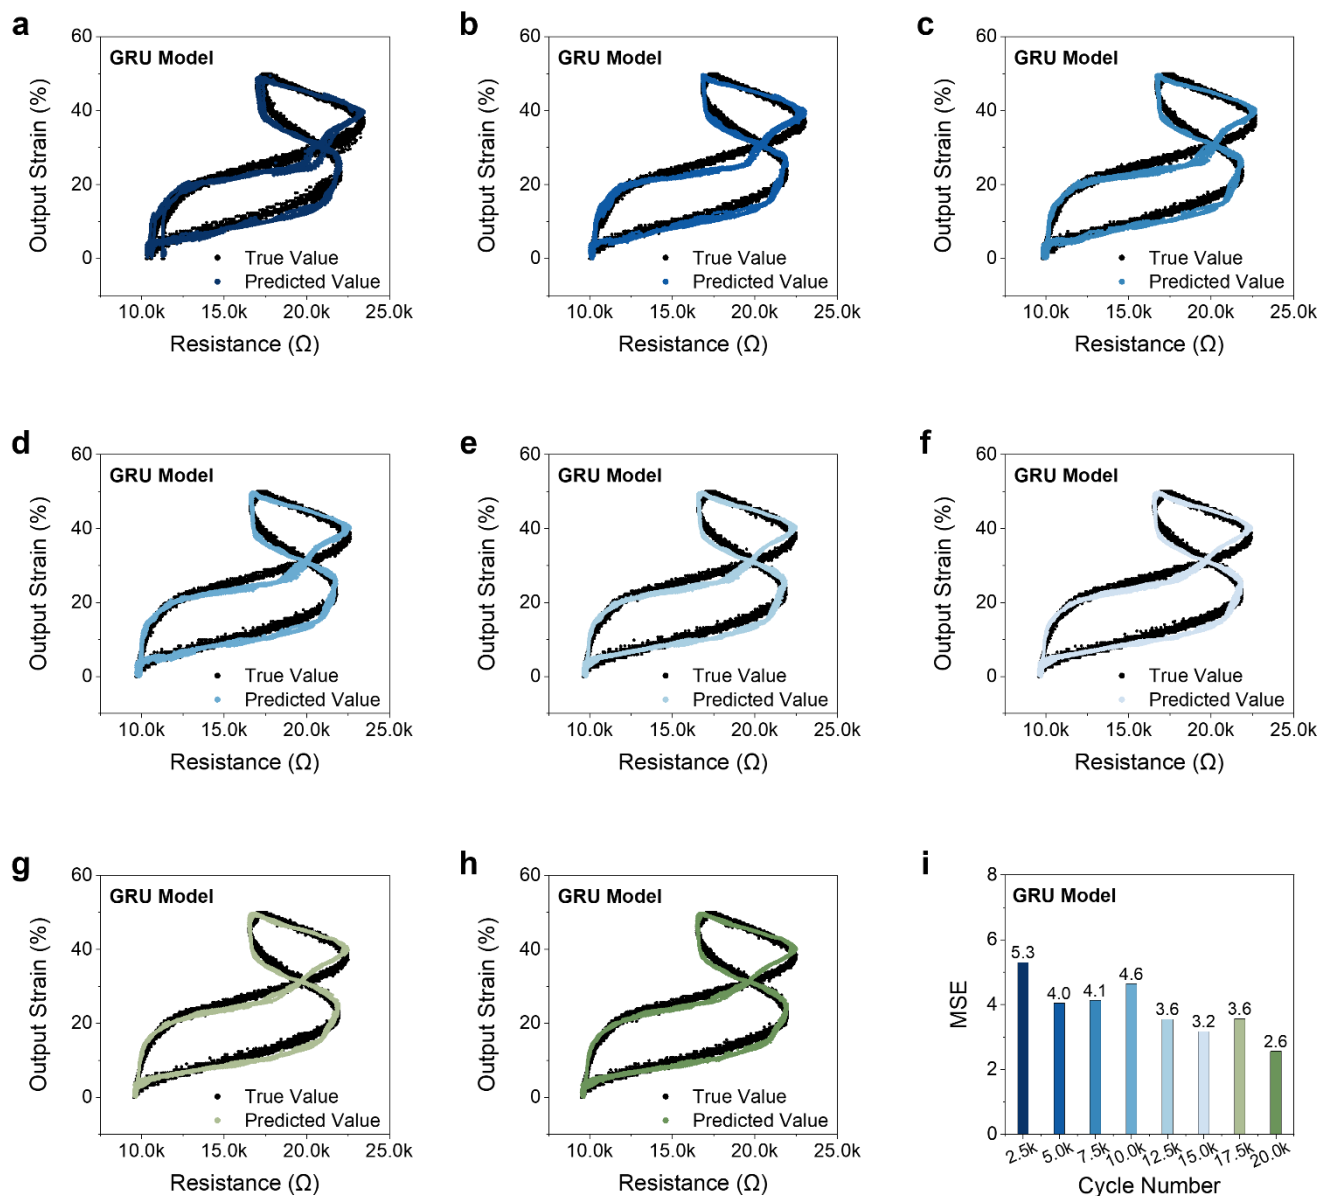 a
60
GRU Model
40
20
0
Output Strain (%)
True Value
Predicted Value
10.0k 15.0k 20.0k 25.0k
Resistance (Ω)
b
60
GRU Model
40
20
0
Output Strain (%)
True Value
Predicted Value
10.0k 15.0k 20.0k 25.0k
Resistance (Ω)
c
60
GRU Model
40
20
0
Output Strain (%)
True Value
Predicted Value
10.0k 15.0k 20.0k 25.0k
Resistance (Ω)
d
60
GRU Model
40
20
0
Output Strain (%)
True Value
Predicted Value
10.0k 15.0k 20.0k 25.0k
Resistance (Ω)
e
60
GRU Model
40
20
0
Output Strain (%)
True Value
Predicted Value
10.0k 15.0k 20.0k 25.0k
Resistance (Ω)
f
60
GRU Model
40
20
0
Output Strain (%)
True Value
Predicted Value
10.0k 15.0k 20.0k 25.0k
Resistance (Ω)
g
60
GRU Model
40
20
0
Output Strain (%)
True Value
Predicted Value
10.0k 15.0k 20.0k 25.0k
Resistance (Ω)
h
60
GRU Model
40
20
0
Output Strain (%)
True Value
Predicted Value
10.0k 15.0k 20.0k 25.0k
Resistance (Ω)
i
8
GRU Model
6
4
2
0
MSE
5.3 4.0 4.1 4.6 3.6 3.2 3.6 2.6
2.5k 5.0k 7.5k 10.0k 12.5k 15.0k 17.5k 20.0k
Cycle Number